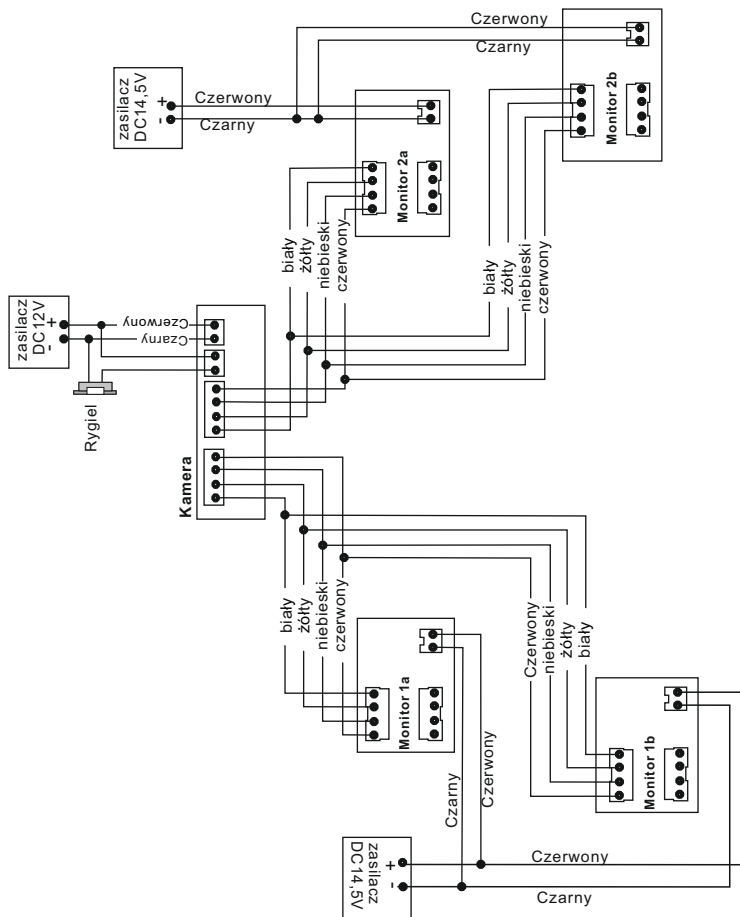 Czerwony
Czarny
zasilacz
DC14,5V
+
-
Czerwony
Czarny
Monitor 2b
Monitor 2a
biały
żółty
niebieski
czerwony
biały
żółty
niebieski
czerwony
zasilacz
DC12V
+
-
Czerwony
Czarny
Rygiel
Kamera
biały
żółty
niebieski
czerwony
Czerwony
niebieski
żółty
biały
Monitor 1a
Monitor 1b
Czarny
Czerwony
zasilacz
DC14,5V
+
-
Czerwony
Czarny